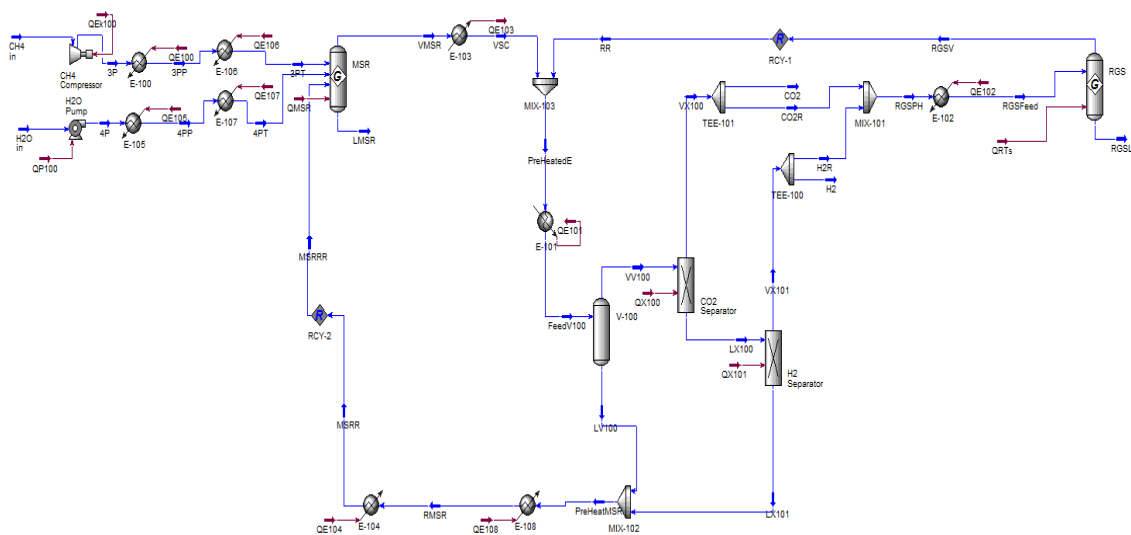 QEk100
CH4
in
CH4
Compressor
3P
QE100
3PP
E-100
QE106
E-106
3PT
MSR
G
QMSR
LMSR
H2O
Pump
H2O
in
QP100
4P
QE105
4PP
E-105
QE107
E-107
4PT
VMSR
QE103
VSC
E-103
RR
R
RCY-1
RGSV
RGS
G
MIX-103
PreHeatedE
QE101
E-101
FeedV100
V-100
VV100
QX100
CO2
Separator
VX100
CO2
CO2R
TEE-101
MIX-101
RGSPH
QE102
E-102
RGSFeed
QRTs
RGSL
H2R
H2
TEE-100
VX101
LX100
QX101
H2
Separator
LX101
LV100
MIX-102
PreHeatMSR
QE108
E-108
RMSR
QE104
E-104
MSRR
R
RCY-2
MSRRR